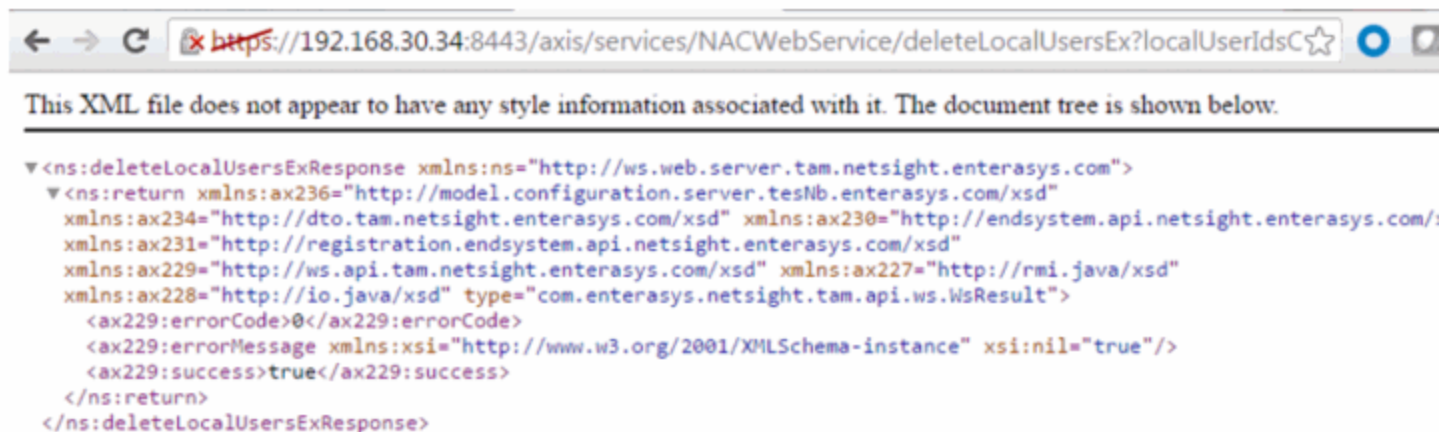 https://192.168.30.34:8443/axis/services/NACWebService/deleteLocalUsersEx?localUserIdsC
This XML file does not appear to have any style information associated with it. The document tree is shown below.
▼<ns:deleteLocalUsersExResponse xmlns:ns="http://ws.web.server.tam.netsight.enterasys.com">
▼<ns:return xmlns:ax236="http://model.configuration.server.tesNb.enterasys.com/xsd"
xmlns:ax234="http://dto.tam.netsight.enterasys.com/xsd" xmlns:ax230="http://endsystem.api.netsight.enterasys.com/
xmlns:ax231="http://registration.endsystem.api.netsight.enterasys.com/xsd"
xmlns:ax229="http://ws.api.tam.netsight.enterasys.com/xsd" xmlns:ax227="http://rmi.java/xsd"
xmlns:ax228="http://io.java/xsd" type="com.enterasys.netsight.tam.api.ws.WsResult">
<ax229:errorCode>0</ax229:errorCode>
<ax229:errorMessage xmlns:xsi="http://www.w3.org/2001/XMLSchema-instance" xsi:nil="true"/>
<ax229:success>true</ax229:success>
</ns:return>
</ns:deleteLocalUsersExResponse>